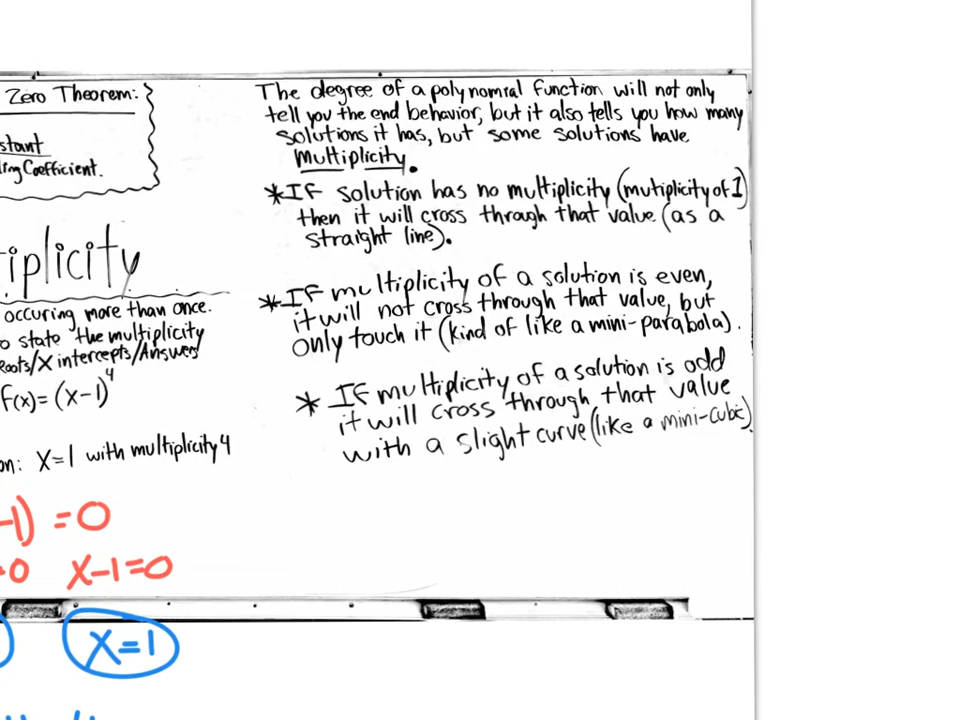 Zero Theorem:
stant
ing Coefficient.
iplicity
occuring more than once.
o state the multiplicity
Roots/X intercepts/Answers
f(x)= (x-1)^4
on: X=1 with multiplicity 4
-1) =0
=0 X-1=0
X=1
The degree of a polynomial function will not only
tell you the end behavior, but it also tells you how many
solutions it has, but some solutions have
multiplicity.
*If solution has no multiplicity (mutiplicity of 1)
then it will cross through that value (as a
straight line).
*If multiplicity of a solution is even,
it will not cross through that value, but
only touch it (kind of like a mini-parabola).
* If multiplicity of a solution is odd
it will cross through that value
with a slight curve (like a mini-cubic)